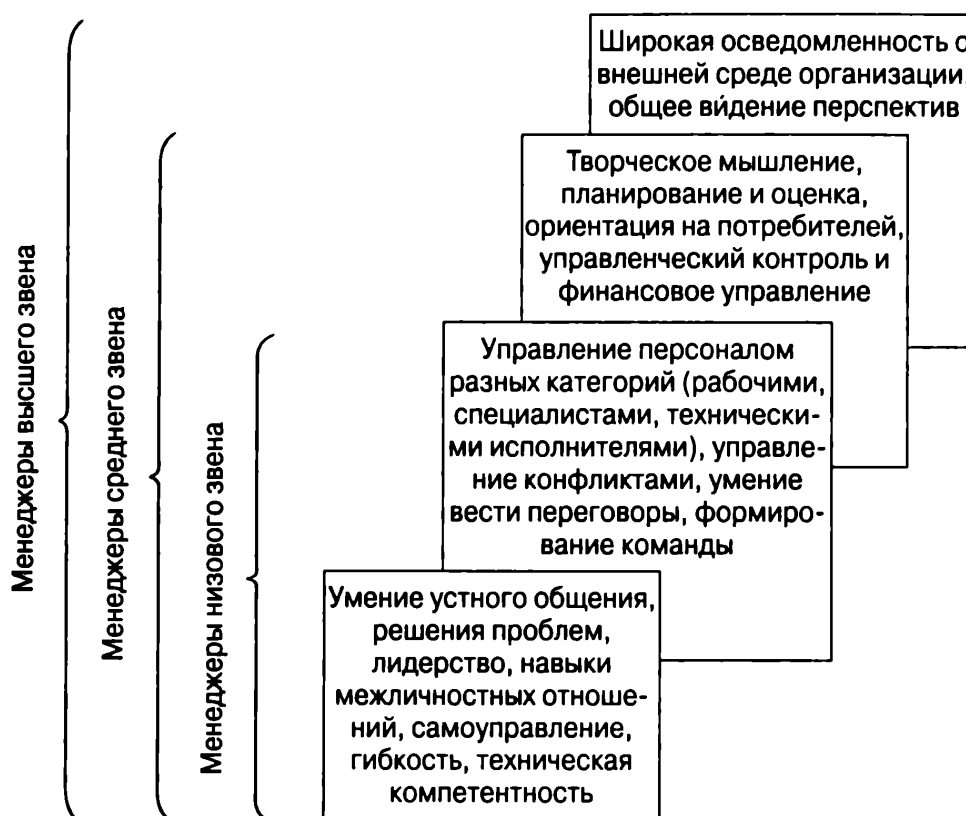 Широкая осведомленность о
внешней среде организации
общее ви́дение перспектив
Творческое мышление,
планирование и оценка,
ориентация на потребителей,
управленческий контроль и
финансовое управление
Управление персоналом
разных категорий (рабочими,
специалистами, технически-
ми исполнителями), управле-
ние конфликтами, умение
вести переговоры, формиро-
вание команды
Умение устного общения,
решения проблем,
лидерство, навыки
межличностных отноше-
ний, самоуправление,
гибкость, техническая
компетентность
Менеджеры высшего звена
Менеджеры среднего звена
Менеджеры низового звена